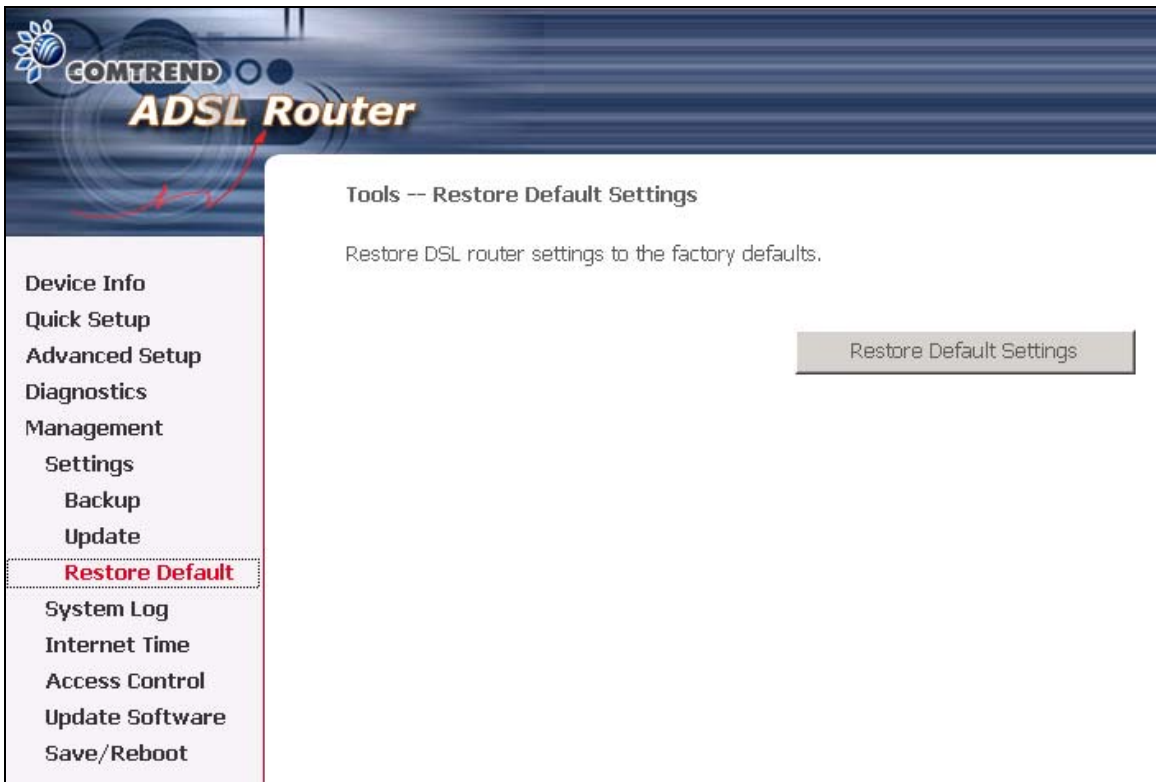 COMTREND
ADSL Router
Tools -- Restore Default Settings
Restore DSL router settings to the factory defaults.
Restore Default Settings
Device Info
Quick Setup
Advanced Setup
Diagnostics
Management
Settings
Backup
Update
Restore Default
System Log
Internet Time
Access Control
Update Software
Save/Reboot